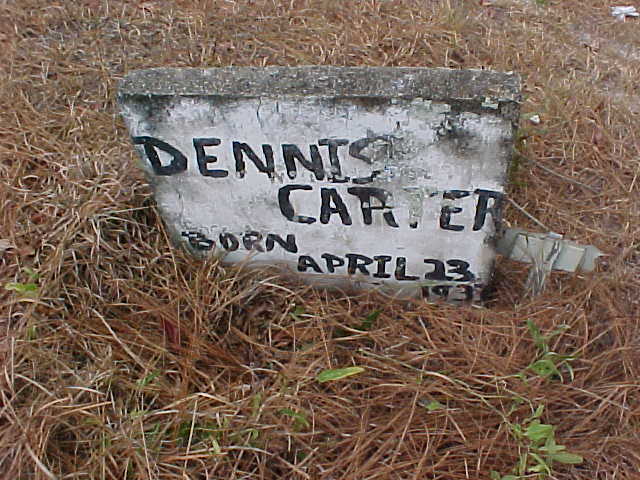 DENNIS
CARTER
BORN
APRIL 23